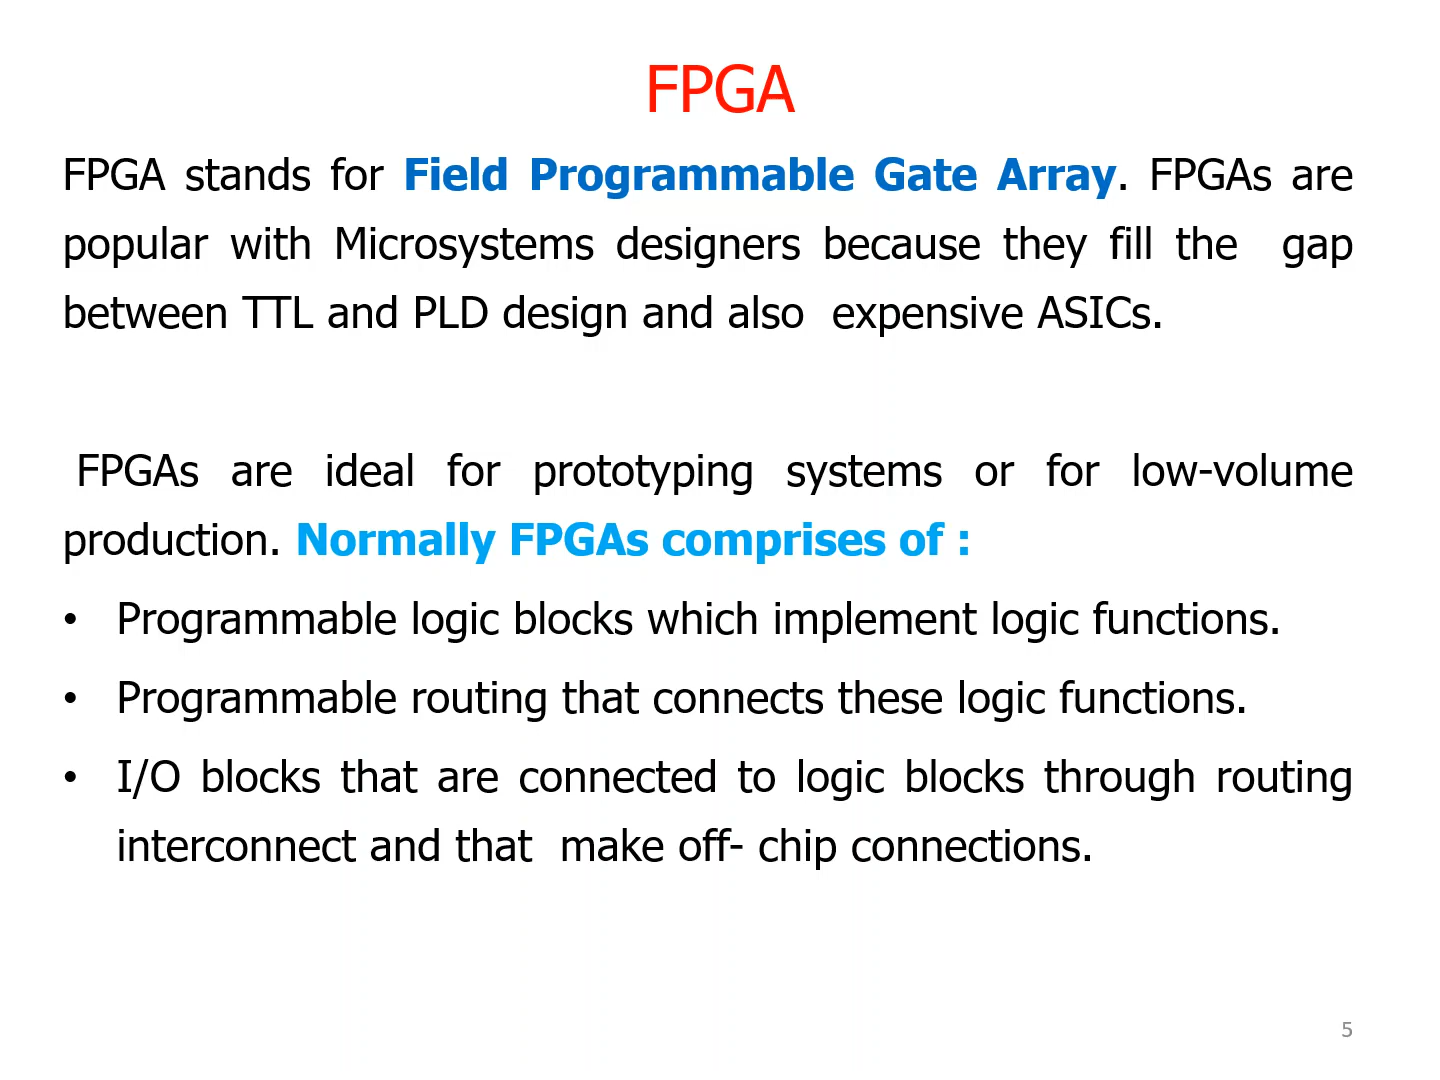 FPGA
FPGA stands for Field Programmable Gate Array. FPGAs are
popular with Microsystems designers because they fill the gap
between TTL and PLD design and also expensive ASICs.
FPGAs are ideal for prototyping systems or for low-volume
production. Normally FPGAs comprises of :
• Programmable logic blocks which implement logic functions.
• Programmable routing that connects these logic functions.
• I/O blocks that are connected to logic blocks through routing
interconnect and that make off- chip connections.
5